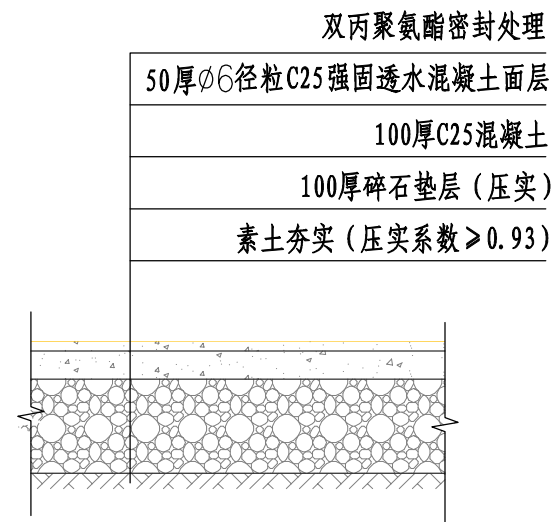 双丙聚氨酯密封处理
50厚∅6径粒C25强固透水混凝土面层
100厚C25混凝土
100厚碎石垫层（压实）
素土夯实（压实系数≥0.93）